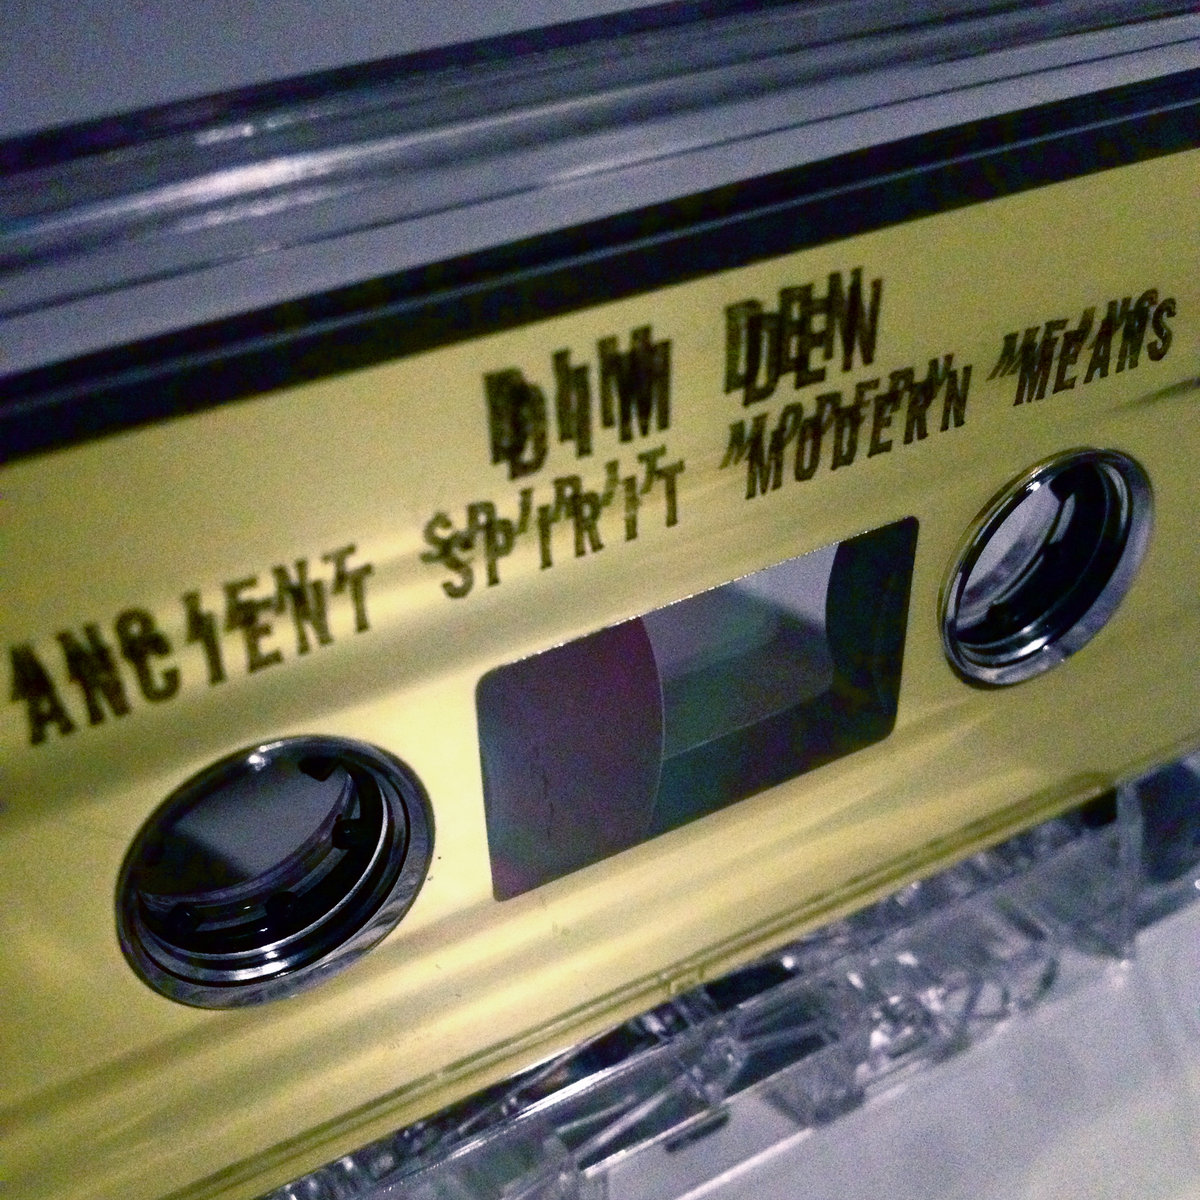 DIM DEN
ANCIENT SPIRIT MODERN MEANS